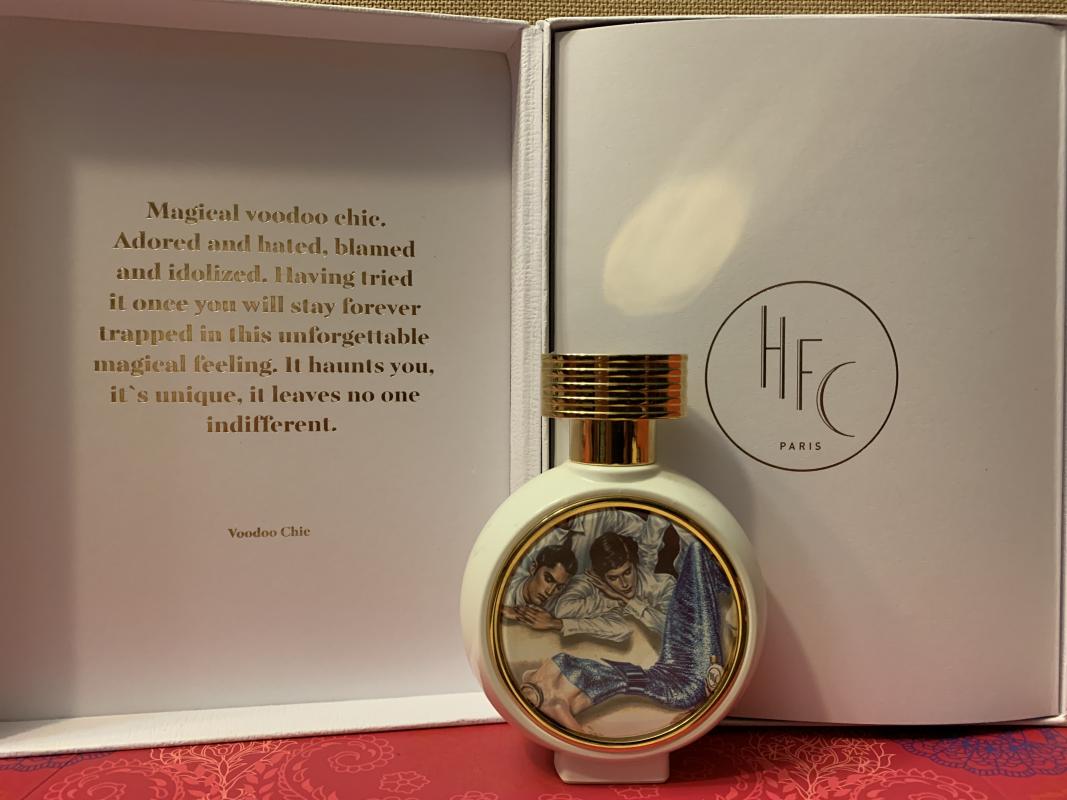 Magical voodoo chic.
Adored and hated, blamed
and idolized. Having tried
it once you will stay forever
trapped in this unforgettable
magical feeling. It haunts you,
it`s unique, it leaves no one
indifferent.
Voodoo Chic
HFC
PARIS